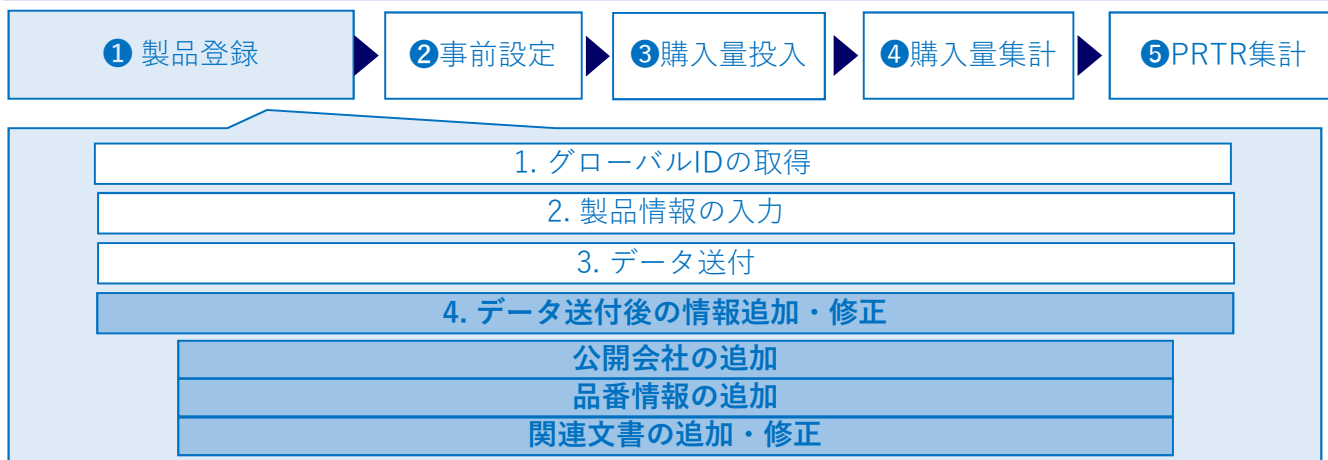 ❶ 製品登録
❷事前設定
❸購入量投入
❹購入量集計
❺PRTR集計
1. グローバルIDの取得
2. 製品情報の入力
3. データ送付
4. データ送付後の情報追加・修正
公開会社の追加
品番情報の追加
関連文書の追加・修正